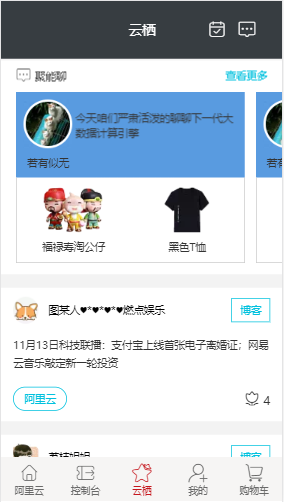 云栖
聚能聊
查看更多
今天咱们严肃活泼的聊聊下一代大
数据计算引擎
若有似无
若
福禄寿淘公仔
黑色T恤
图某人♥*♥*♥*♥燃点娱乐
博客
11月13日科技联播：支付宝上线首张电子离婚证；网易
云音乐敲定新一轮投资
阿里云
4
博客
阿里云
控制台
云栖
我的
购物车